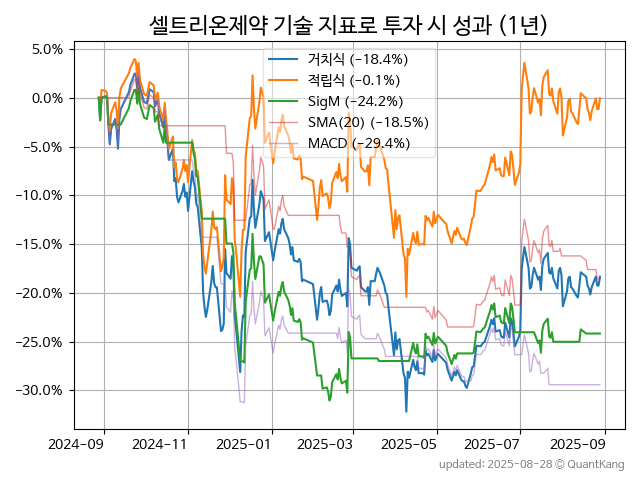 셀트리온제약 기술 지표로 투자 시 성과 (1년)
5.0%
0.0%
−5.0%
−10.0%
−15.0%
−20.0%
−25.0%
−30.0%
거치식 (−18.4%)
적립식 (−0.1%)
SigM (−24.2%)
SMA(20) (−18.5%)
MACD (−29.4%)
2024−09 2024−11 2025−01 2025−03 2025−05 2025−07 2025−09
updated: 2025-08-28 © QuantKang